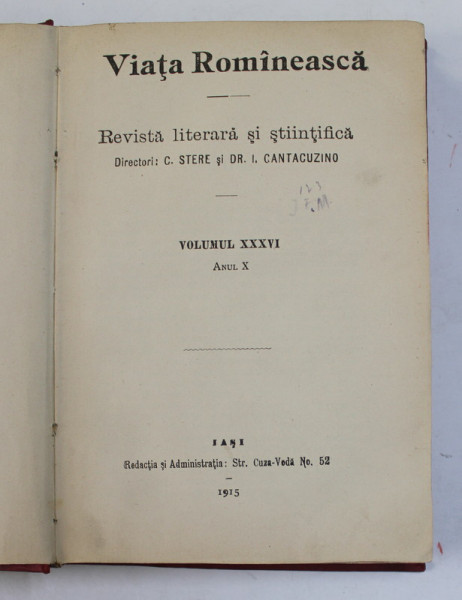 Viaţa Romînească
Revistă literară şi ştiinţifică
Directori: C. STERE şi DR. I. CANTACUZINO
VOLUMUL XXXVI
ANUL X
IAŞI
Redacţia şi Administraţia: Str. Cuza-Vodă No. 52
1915